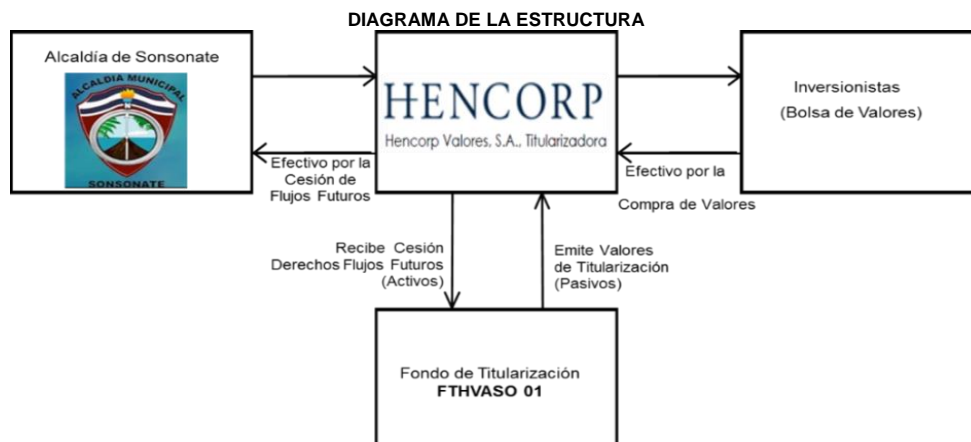 DIAGRAMA DE LA ESTRUCTURA
Alcaldía de Sonsonate
ALCALDIA MUNICIPAL
SONSONATE
HENCORP
Hencorp Valores, S.A., Titularizadora
Inversionistas
(Bolsa de Valores)
Efectivo por la
Cesión de
Flujos Futuros
Efectivo por la
Compra de Valores
Recibe Cesión
Derechos Flujos Futuros
(Activos)
Emite Valores
de Titularización
(Pasivos)
Fondo de Titularización
FTHVASO 01